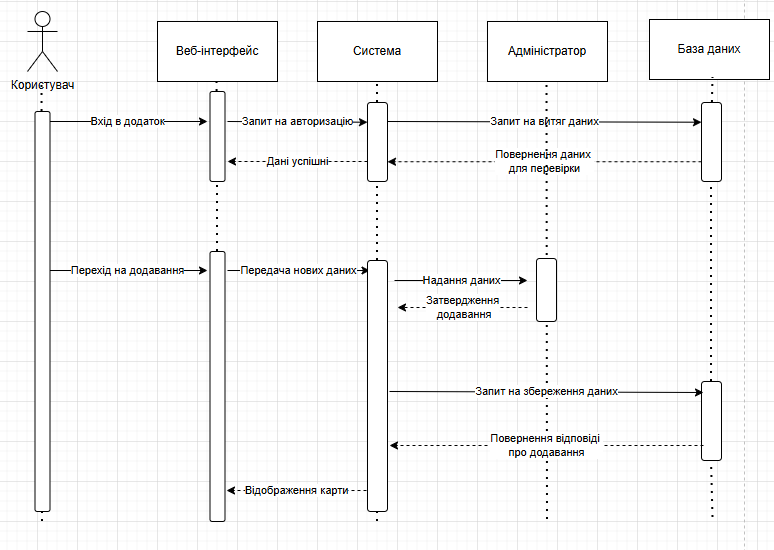 Користувач
Веб-інтерфейс
Система
Адміністратор
База даних
Вхід в додаток
Запит на авторизацію
Запит на витяг даних
Дані успішні
Повернення даних
для перевірки
Перехід на додавання
Передача нових даних
Надання даних
Затвердження
додавання
Запит на збереження даних
Повернення відповіді
про додавання
Відображення карти